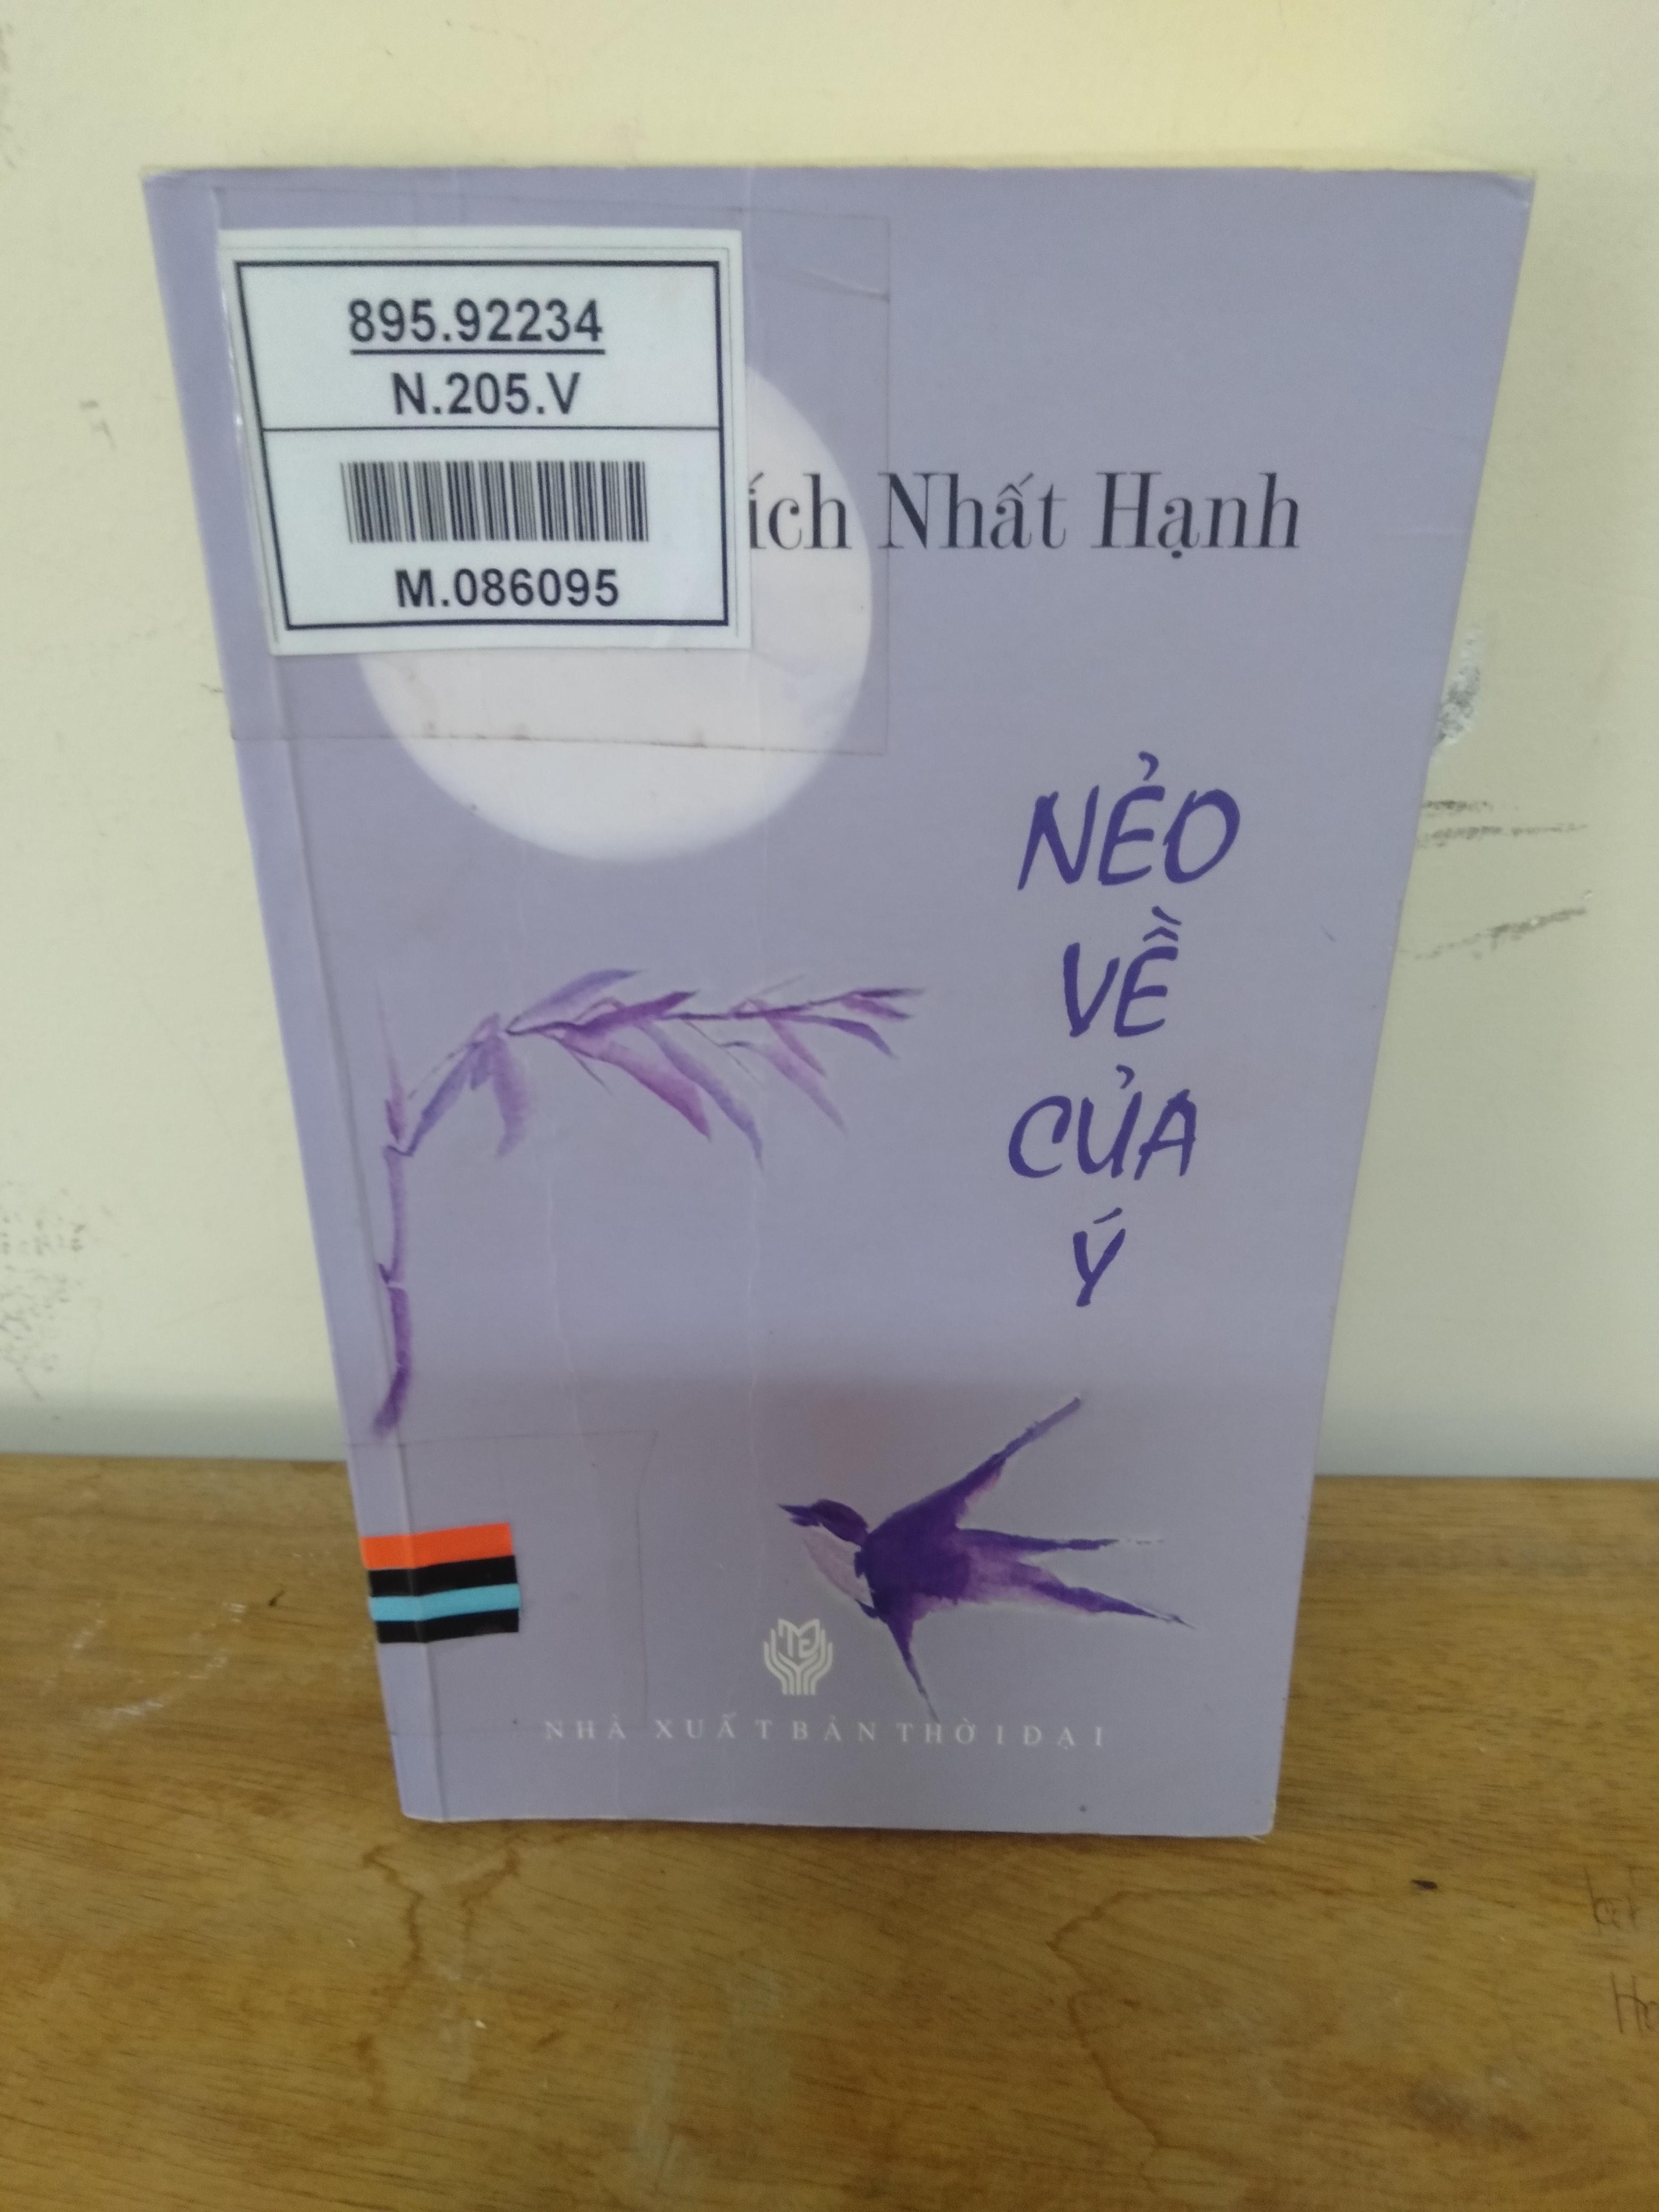 895.92234
N.205.V
M.086095
ích Nhất Hạnh
NẺO
VỀ
CỦA
Ý
NHÀ XUẤT BẢN THỜI ĐẠI